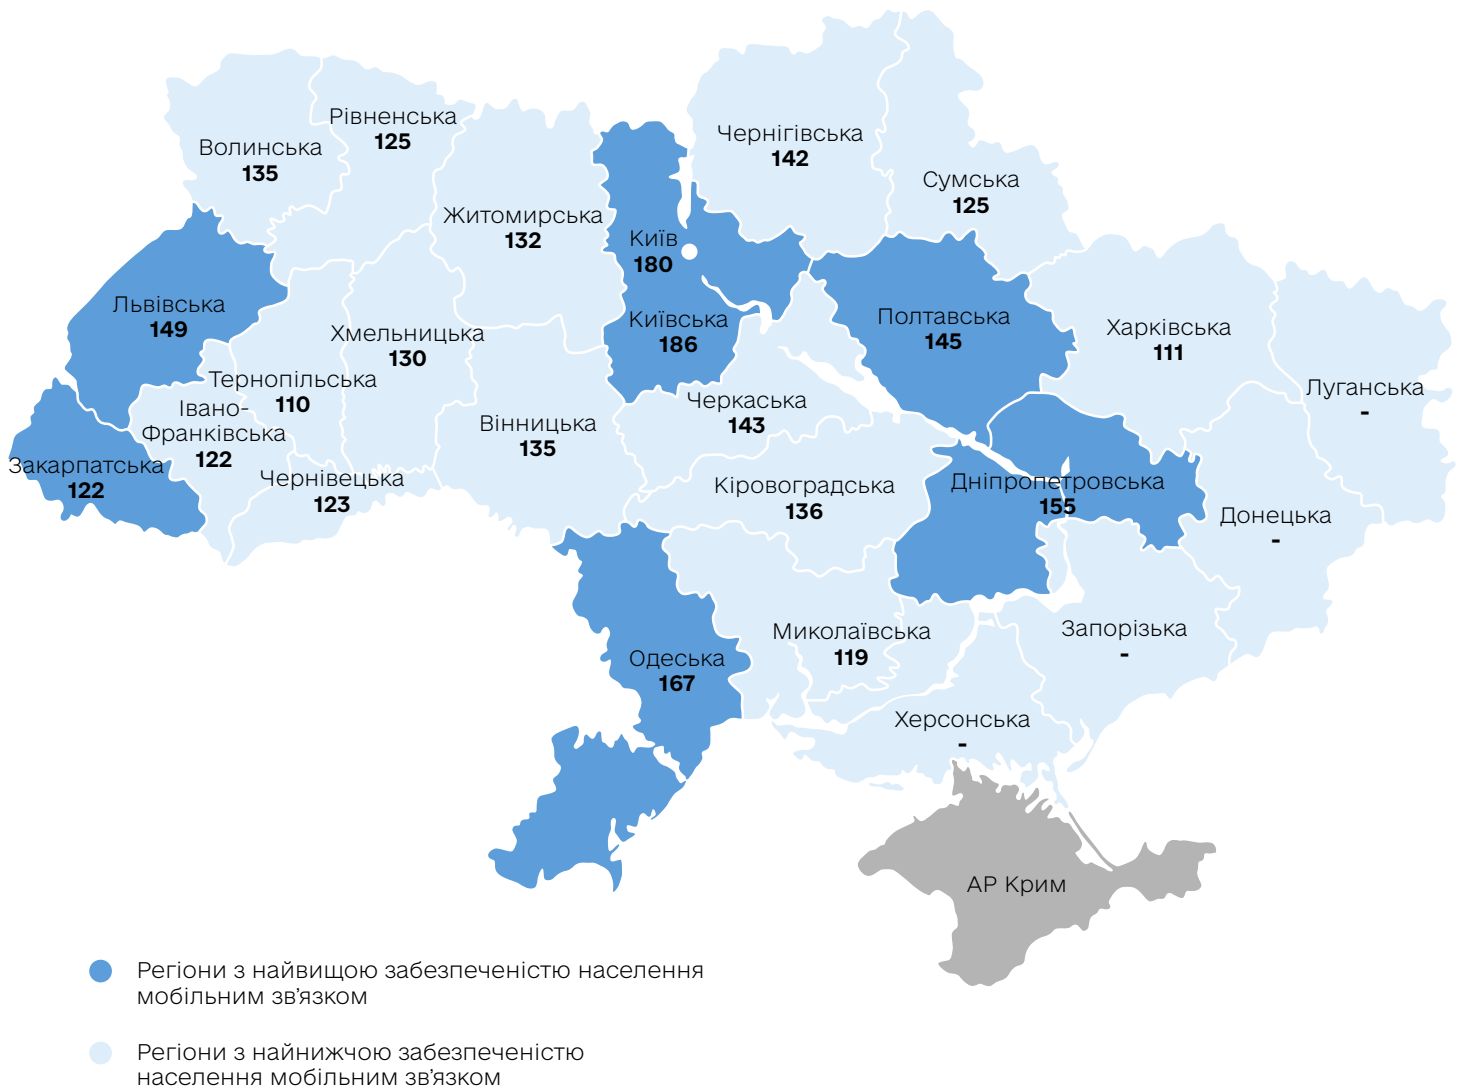 Рівненська
125
Волинська
135
Чернігівська
142
Сумська
125
Житомирська
132
Київ
180
Львівська
149
Київська
186
Полтавська
145
Харківська
111
Хмельницька
130
Тернопільська
110
Луганська
-
Івано-
Франківська
122
Черкаська
143
Вінницька
135
Закарпатська
122
Чернівецька
123
Кіровоградська
136
Дніпропетровська
155
Донецька
-
Миколаївська
119
Запорізька
-
Одеська
167
Херсонська
-
АР Крим
Регіони з найвищою забезпеченістю населення
мобільним зв'язком
Регіони з найнижчою забезпеченістю
населення мобільним зв'язком